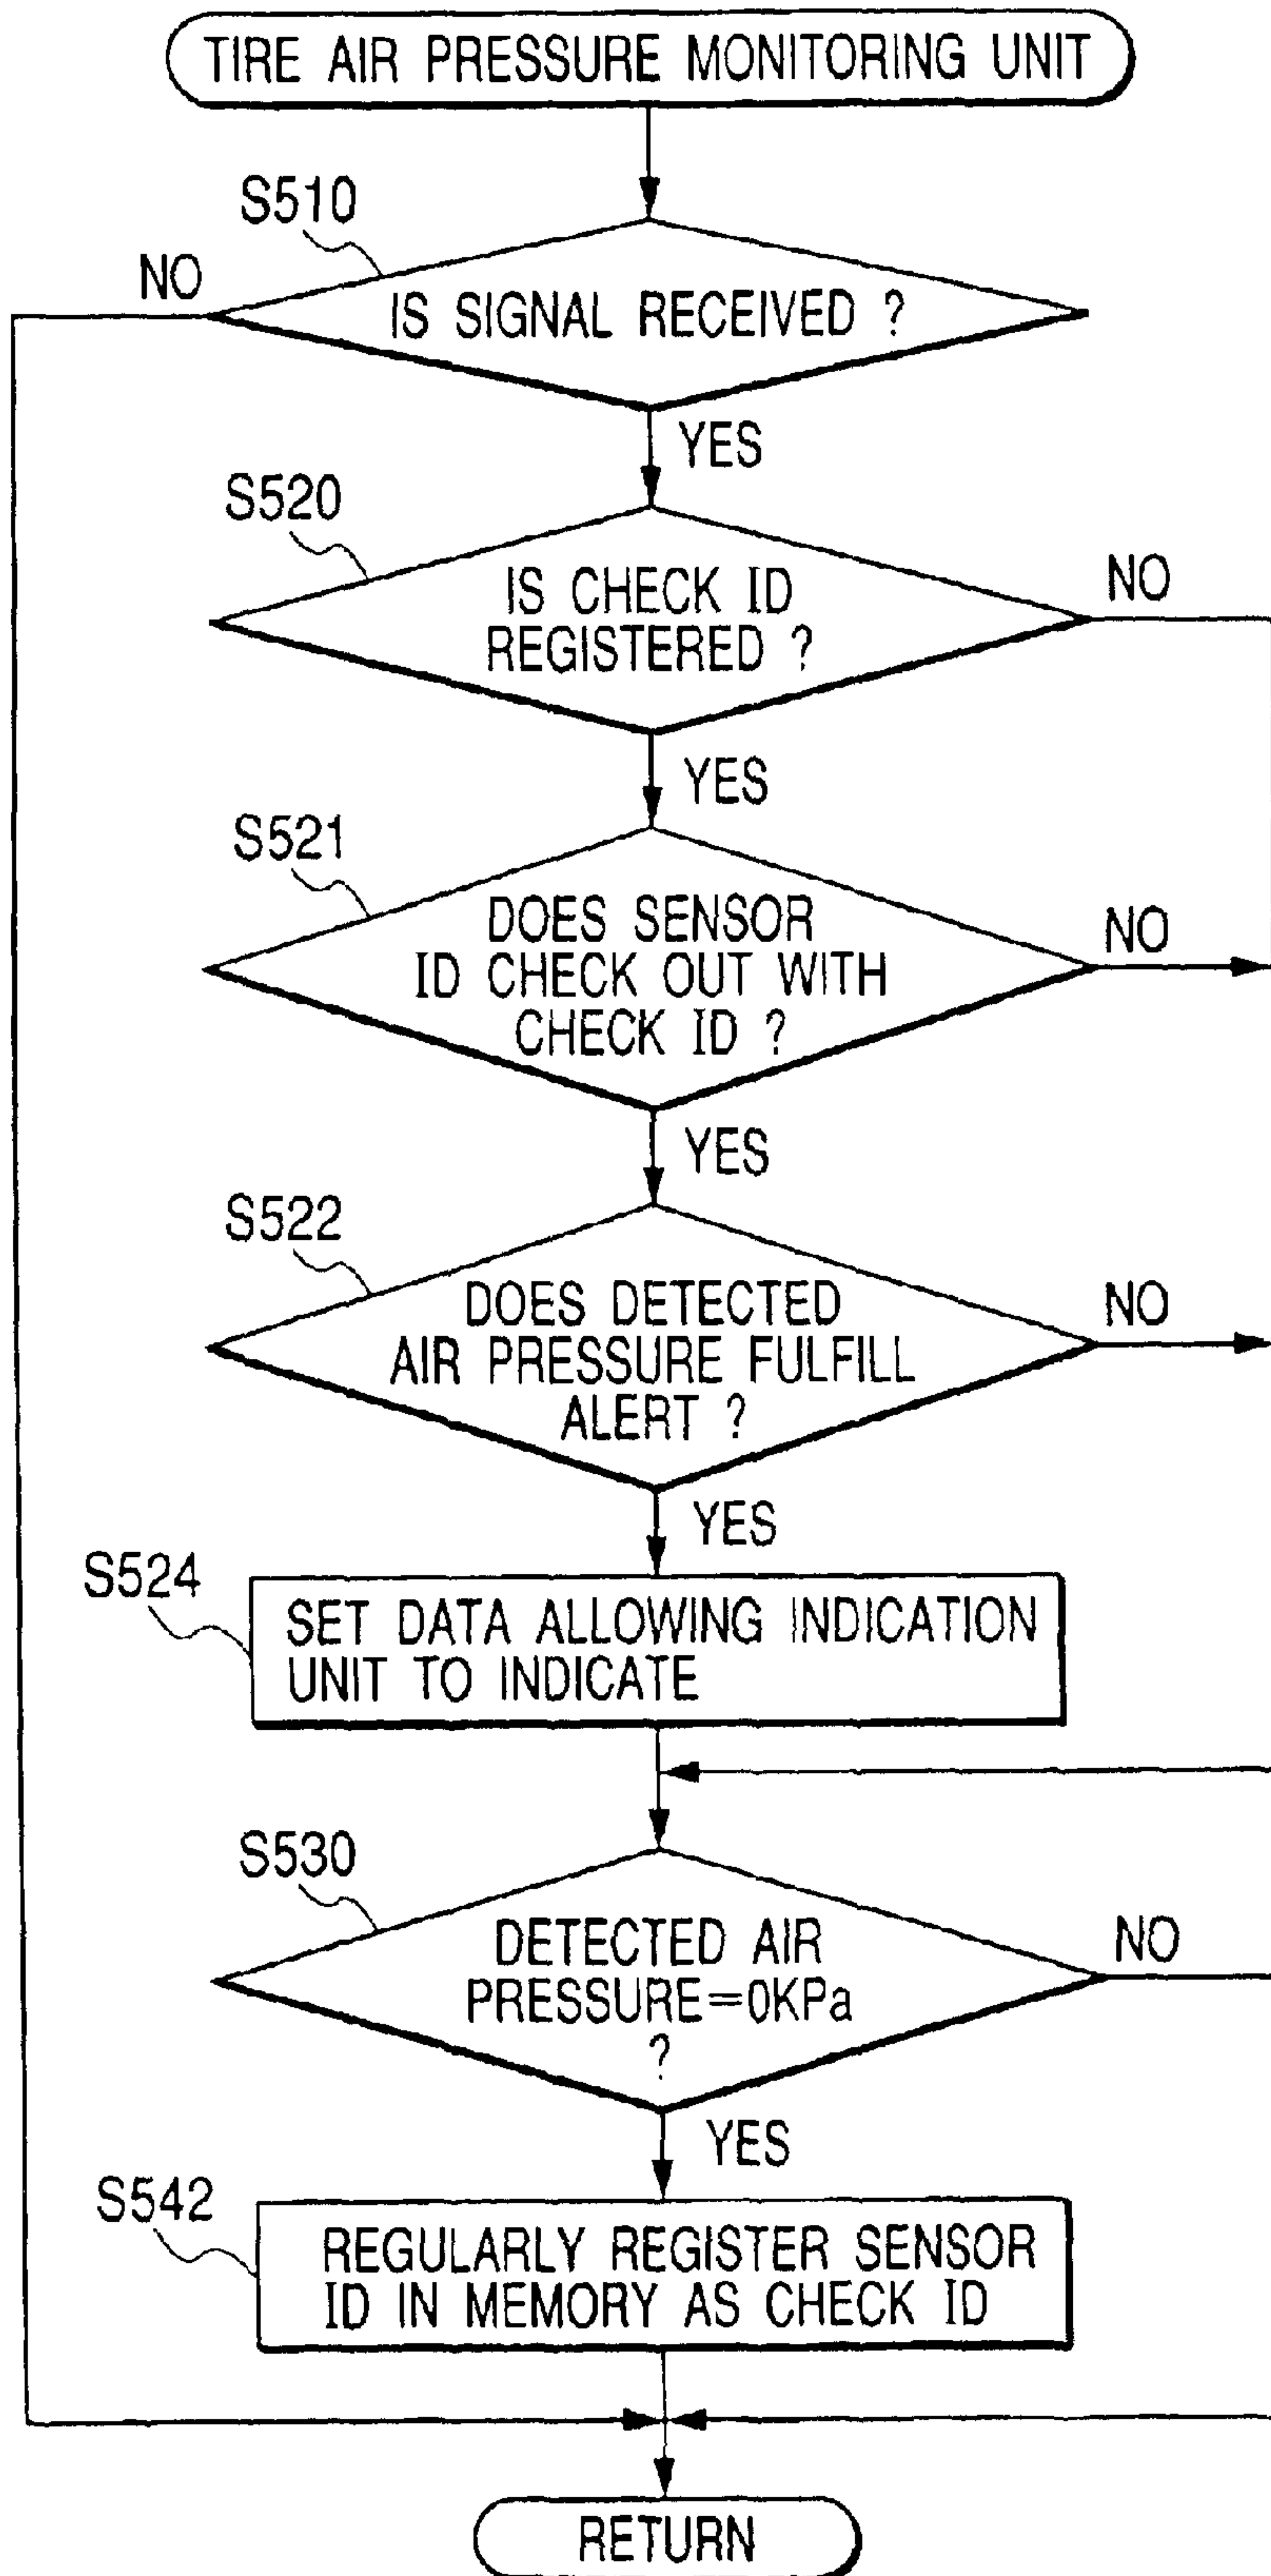 TIRE AIR PRESSURE MONITORING UNIT
S510
NO
IS SIGNAL RECEIVED ?
YES
S520
IS CHECK ID
REGISTERED ?
NO
YES
S521
DOES SENSOR
ID CHECK OUT WITH
CHECK ID ?
NO
YES
S522
DOES DETECTED
AIR PRESSURE FULFILL
ALERT ?
NO
YES
S524
SET DATA ALLOWING INDICATION
UNIT TO INDICATE
S530
DETECTED AIR
PRESSURE=0KPa
?
NO
YES
S542
REGULARLY REGISTER SENSOR
ID IN MEMORY AS CHECK ID
RETURN